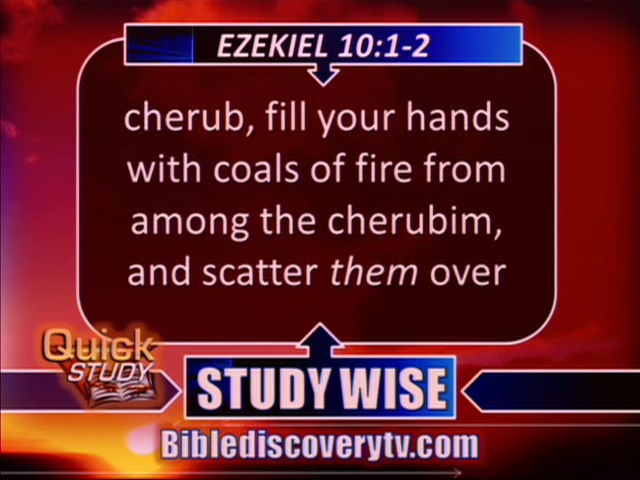 EZEKIEL 10:1-2
cherub, fill your hands
with coals of fire from
among the cherubim,
and scatter them over
Quick
STUDY
STUDY WISE
Biblediscoverytv.com